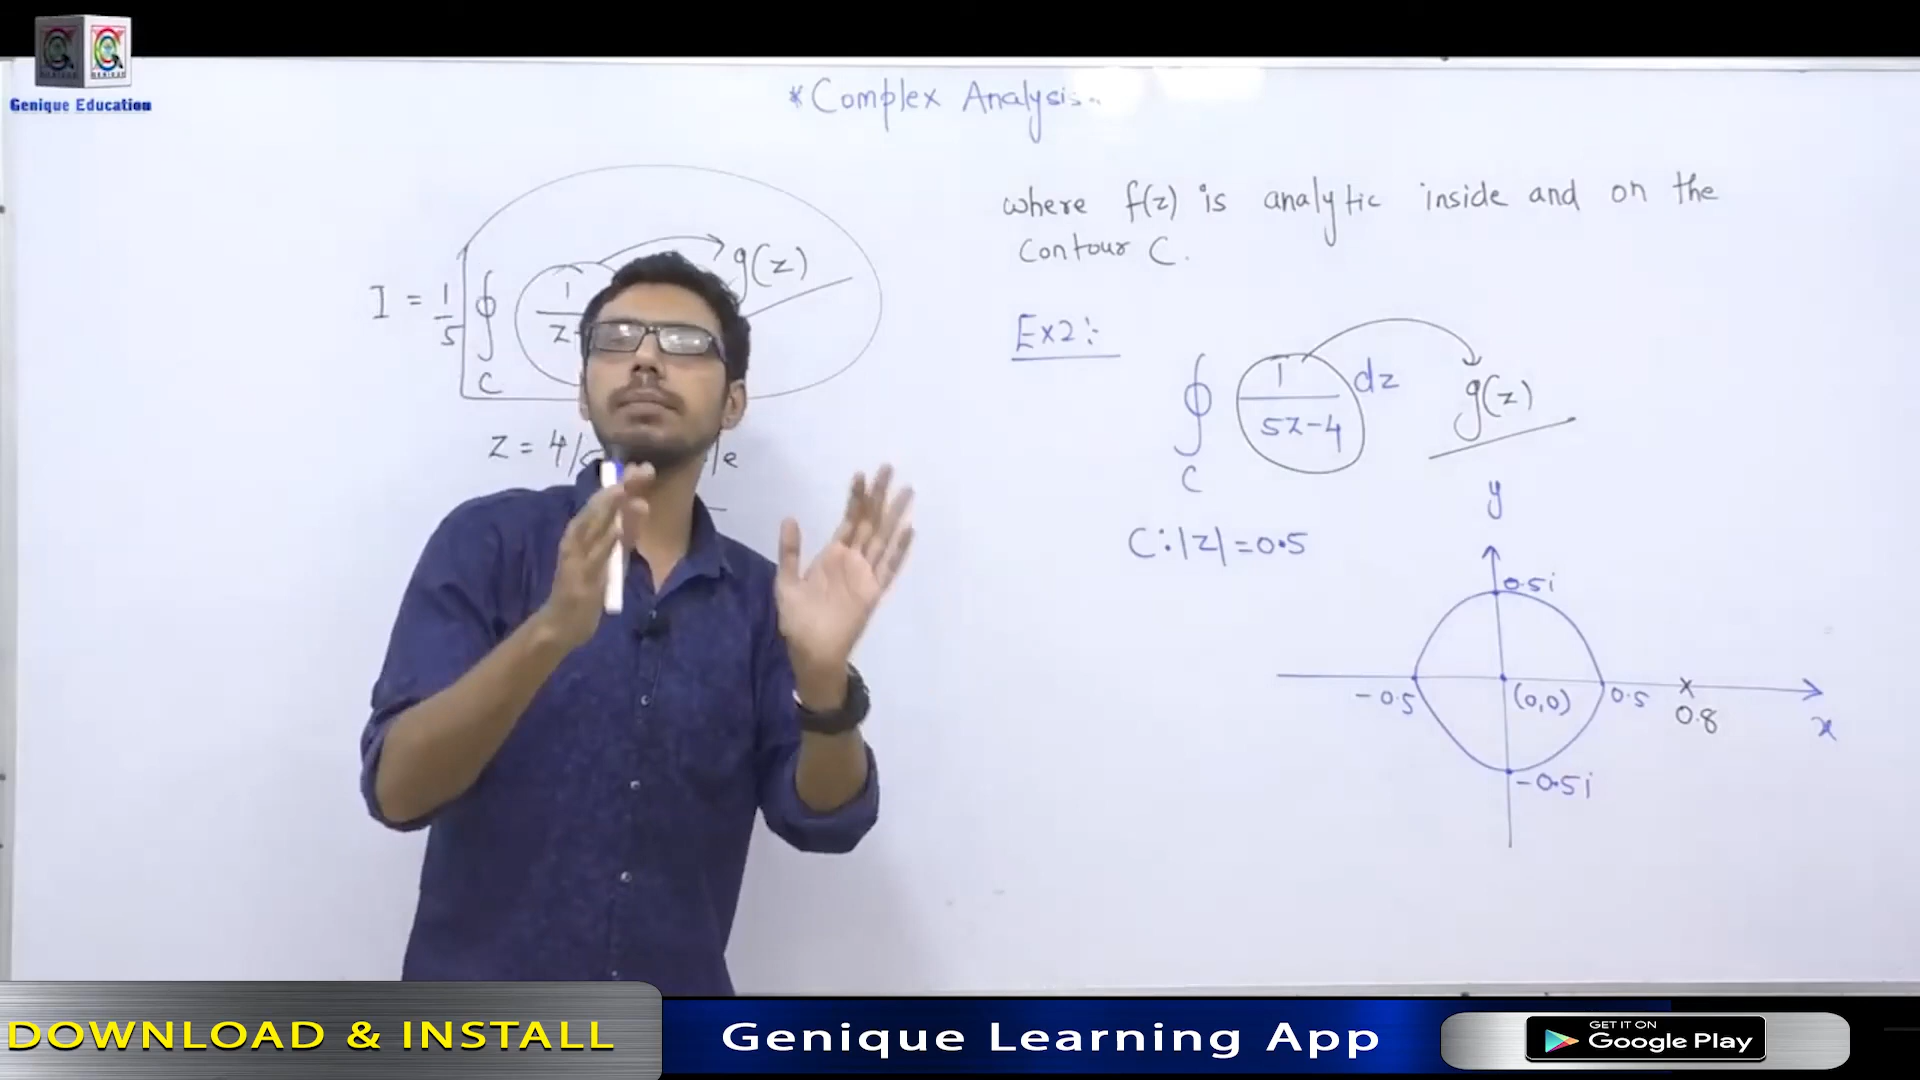 GENIQUE
Genique Education
*Complex Analysis..
I = 1/5 ∮ 1
C
g(z)
z = 4/
where f(z) is analytic inside and on the
contour C.
Ex2:-
∮ 1/5z-4 dz
C
g(z)
C:|z|=0.5
y
0.5i
-0.5
(0,0)
0.5
0.8
x
-0.5i
DOWNLOAD & INSTALL
Genique Learning App
GET IT ON
Google Play